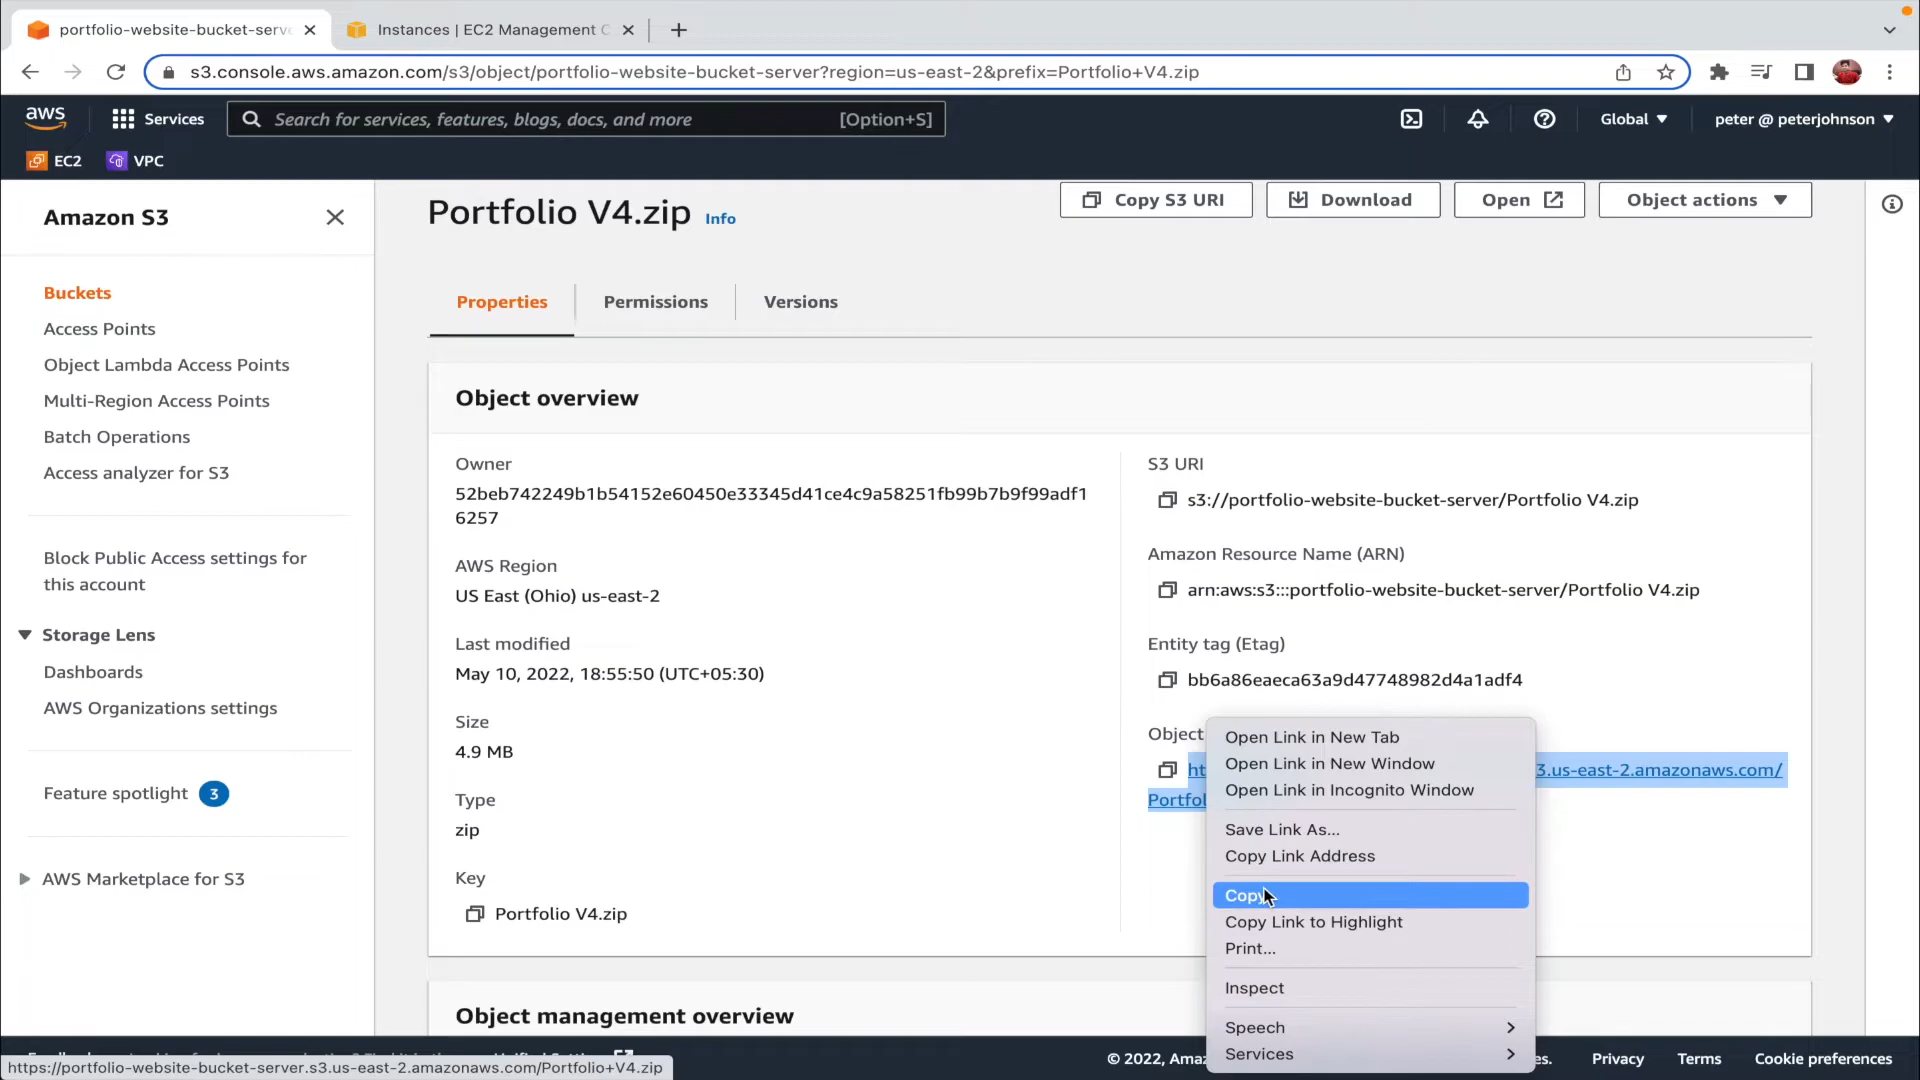 portfolio-website-bucket-serv
Instances | EC2 Management C
s3.console.aws.amazon.com/s3/object/portfolio-website-bucket-server?region=us-east-2&prefix=Portfolio+V4.zip
aws
Services
Search for services, features, blogs, docs, and more
[Option+S]
Global
peter @ peterjohnson
EC2
VPC
Amazon S3
Buckets
Access Points
Object Lambda Access Points
Multi-Region Access Points
Batch Operations
Access analyzer for S3
Block Public Access settings for
this account
Storage Lens
Dashboards
AWS Organizations settings
Feature spotlight 3
AWS Marketplace for S3
Portfolio V4.zip Info
Copy S3 URI
Download
Open
Object actions
Properties
Permissions
Versions
Object overview
Owner
52beb742249b1b54152e60450e33345d41ce4c9a58251fb99b7b9f99adf1
6257
AWS Region
US East (Ohio) us-east-2
Last modified
May 10, 2022, 18:55:50 (UTC+05:30)
Size
4.9 MB
Type
zip
Key
Portfolio V4.zip
S3 URI
s3://portfolio-website-bucket-server/Portfolio V4.zip
Amazon Resource Name (ARN)
arn:aws:s3:::portfolio-website-bucket-server/Portfolio V4.zip
Entity tag (Etag)
bb6a86eaeca63a9d47748982d4a1adf4
Object
ht 3.us-east-2.amazonaws.com/
Portfol
Open Link in New Tab
Open Link in New Window
Open Link in Incognito Window
Save Link As...
Copy Link Address
Copy
Copy Link to Highlight
Print...
Inspect
Speech
Services
Object management overview
© 2022, Amaz
es.
Privacy
Terms
Cookie preferences
https://portfolio-website-bucket-server.s3.us-east-2.amazonaws.com/Portfolio+V4.zip